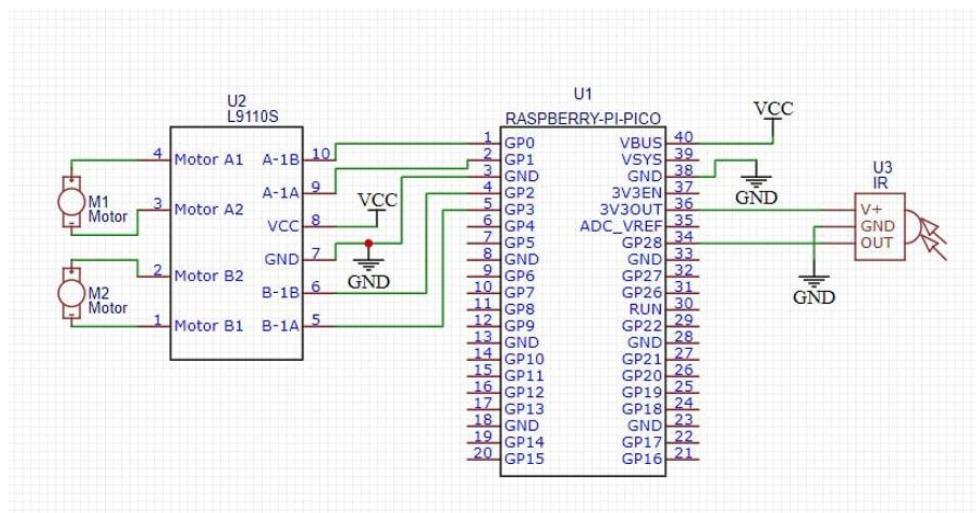 U2
L9110S
4 Motor A1 A-1B 10
A-1A 9
3 Motor A2
VCC 8
GND 7
2 Motor B2
B-1B 6
1 Motor B1 B-1A 5
M1
Motor
M2
Motor
VCC
GND
U1
RASPBERRY-PI-PICO
1 GP0 VBUS 40
2 GP1 VSYS 39
3 GND GND 38
4 GP2 3V3EN 37
5 GP3 3V3OUT 36
6 GP4 ADC_VREF 35
7 GP5 GP28 34
8 GND GND 33
9 GP6 GP27 32
10 GP7 GP26 31
11 GP8 RUN 30
12 GP9 GP22 29
13 GND GND 28
14 GP10 GP21 27
15 GP11 GP20 26
16 GP12 GP19 25
17 GP13 GP18 24
18 GND GND 23
19 GP14 GP17 22
20 GP15 GP16 21
VCC
GND
U3
IR
V+
GND
OUT
GND